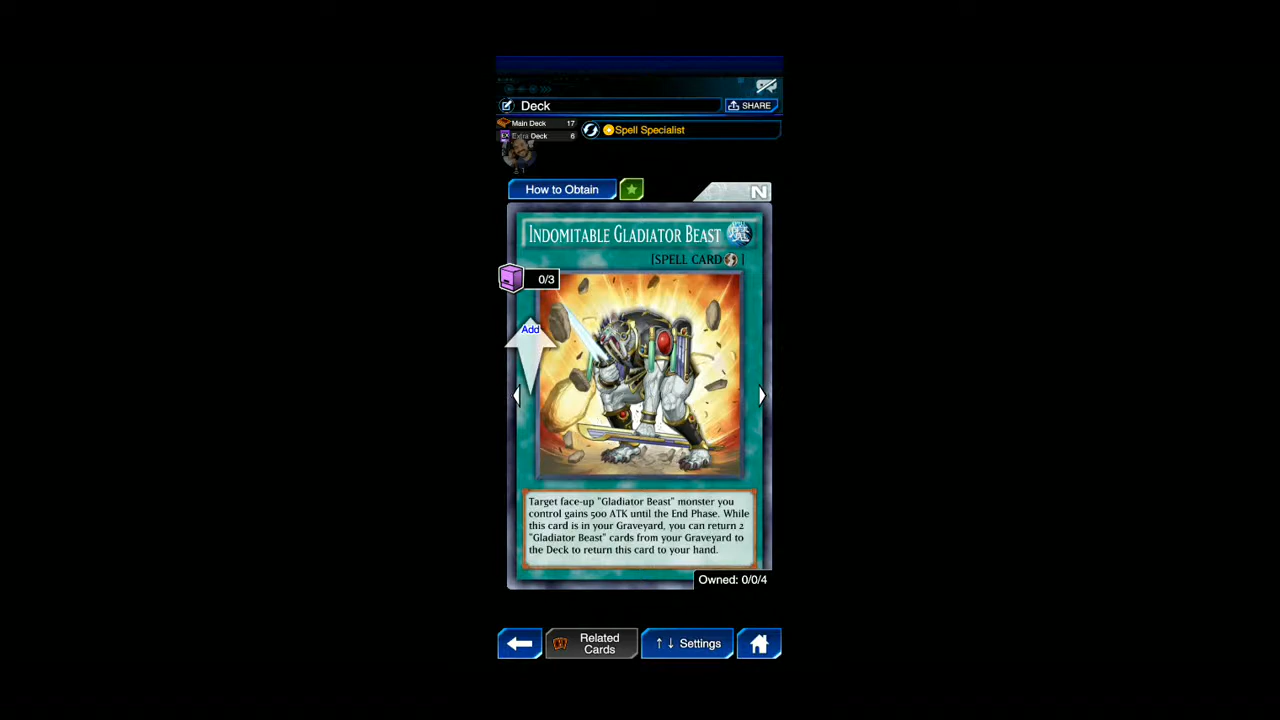 Deck
SHARE
Main Deck 17
EX Extra Deck 6
Spell Specialist
1
How to Obtain
N
INDOMITABLE GLADIATOR BEAST
[SPELL CARD ]
0/3
Add
Target face-up "Gladiator Beast" monster you
control gains 500 ATK until the End Phase. While
this card is in your Graveyard, you can return 2
"Gladiator Beast" cards from your Graveyard to
the Deck to return this card to your hand.
Owned: 0/0/4
Related
Cards
↑ ↓ Settings